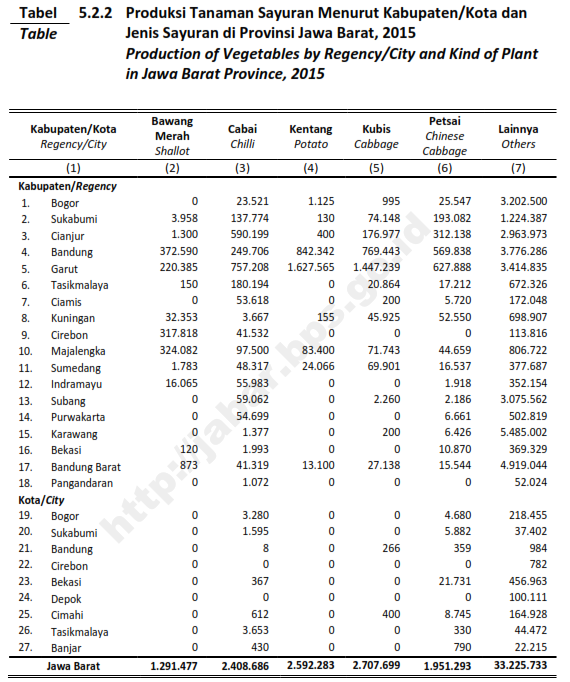 Tabel 5.2.2 Produksi Tanaman Sayuran Menurut Kabupaten/Kota dan
Table Jenis Sayuran di Provinsi Jawa Barat, 2015
Production of Vegetables by Regency/City and Kind of Plant
in Jawa Barat Province, 2015
Kabupaten/Kota Regency/City Bawang Merah Shallot Cabai Chilli Kentang Potato Kubis Cabbage Petsai Chinese Cabbage Lainnya Others
(1) (2) (3) (4) (5) (6) (7)
Kabupaten/Regency
1. Bogor 0 23.521 1.125 995 25.547 3.202.500
2. Sukabumi 3.958 137.774 130 74.148 193.082 1.224.387
3. Cianjur 1.300 590.199 400 176.977 312.138 2.963.973
4. Bandung 372.590 249.706 842.342 769.443 569.838 3.776.286
5. Garut 220.385 757.208 1.627.565 1.447.239 627.888 3.414.835
6. Tasikmalaya 150 180.194 0 20.864 17.212 672.326
7. Ciamis 0 53.618 0 200 5.720 172.048
8. Kuningan 32.353 3.667 155 45.925 52.550 698.907
9. Cirebon 317.818 41.532 0 0 0 113.816
10. Majalengka 324.082 97.500 83.400 71.743 44.659 806.722
11. Sumedang 1.783 48.317 24.066 69.901 16.537 377.687
12. Indramayu 16.065 55.983 0 0 1.918 352.154
13. Subang 0 59.062 0 2.260 2.186 3.075.562
14. Purwakarta 0 54.699 0 0 6.661 502.819
15. Karawang 0 1.377 0 200 6.426 5.485.002
16. Bekasi 120 1.993 0 0 10.870 369.329
17. Bandung Barat 873 41.319 13.100 27.138 15.544 4.919.044
18. Pangandaran 0 1.072 0 0 0 52.024
Kota/City
19. Bogor 0 3.280 0 0 4.680 218.455
20. Sukabumi 0 1.595 0 0 5.882 37.402
21. Bandung 0 8 0 266 359 984
22. Cirebon 0 0 0 0 0 782
23. Bekasi 0 367 0 0 21.731 456.963
24. Depok 0 0 0 0 0 100.111
25. Cimahi 0 612 0 400 8.745 164.928
26. Tasikmalaya 0 3.653 0 0 330 44.472
27. Banjar 0 430 0 0 790 22.215
Jawa Barat 1.291.477 2.408.686 2.592.283 2.707.699 1.951.293 33.225.733
http://jabar.bps.go.id